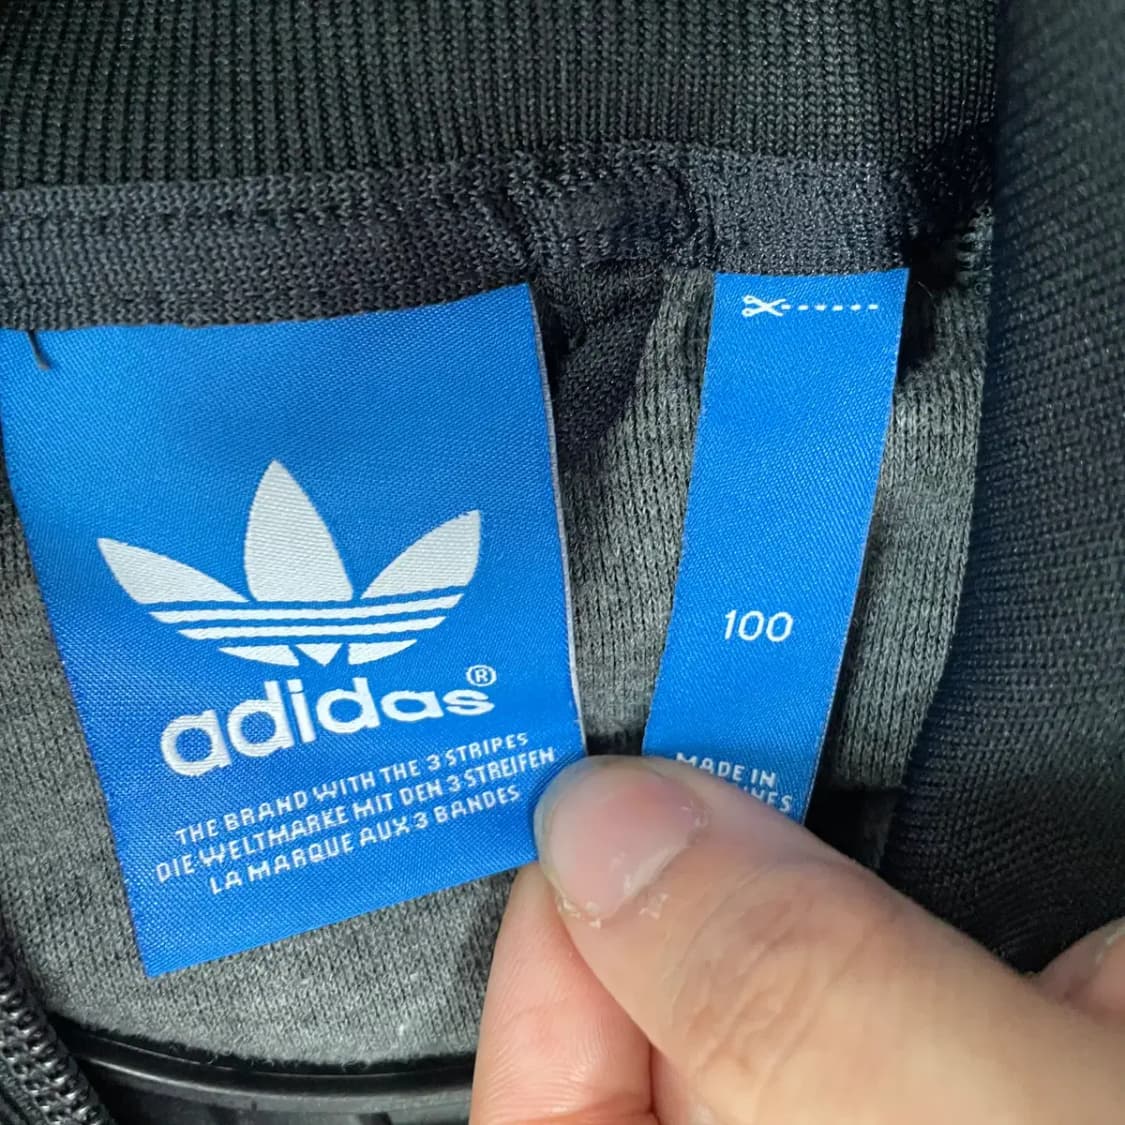 adidas®
THE BRAND WITH THE 3 STRIPES
DIE WELTMARKE MIT DEN 3 STREIFEN
LA MARQUE AUX 3 BANDES
100
MADE IN